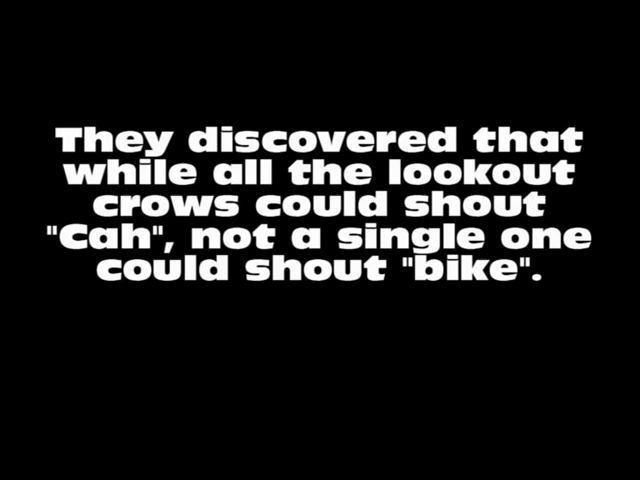 They discovered that
while all the lookout
crows could shout
"Cah", not a single one
could shout "bike".